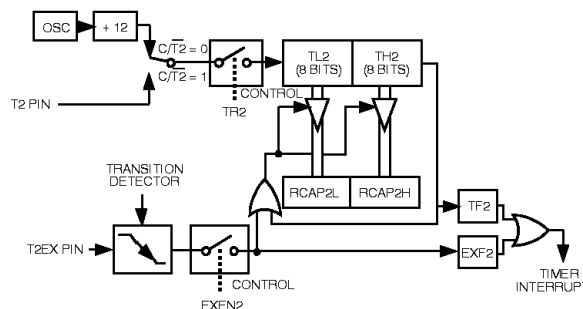 OSC
+ 12
C/T2 = 0
C/T2 = 1
T2 PIN
CONTROL
TR2
TL2
(8 BITS)
TH2
(8 BITS)
TRANSITION
DETECTOR
RCAP2L
RCAP2H
T2EX PIN
CONTROL
EXEN2
TF2
EXF2
TIMER
INTERRUPT